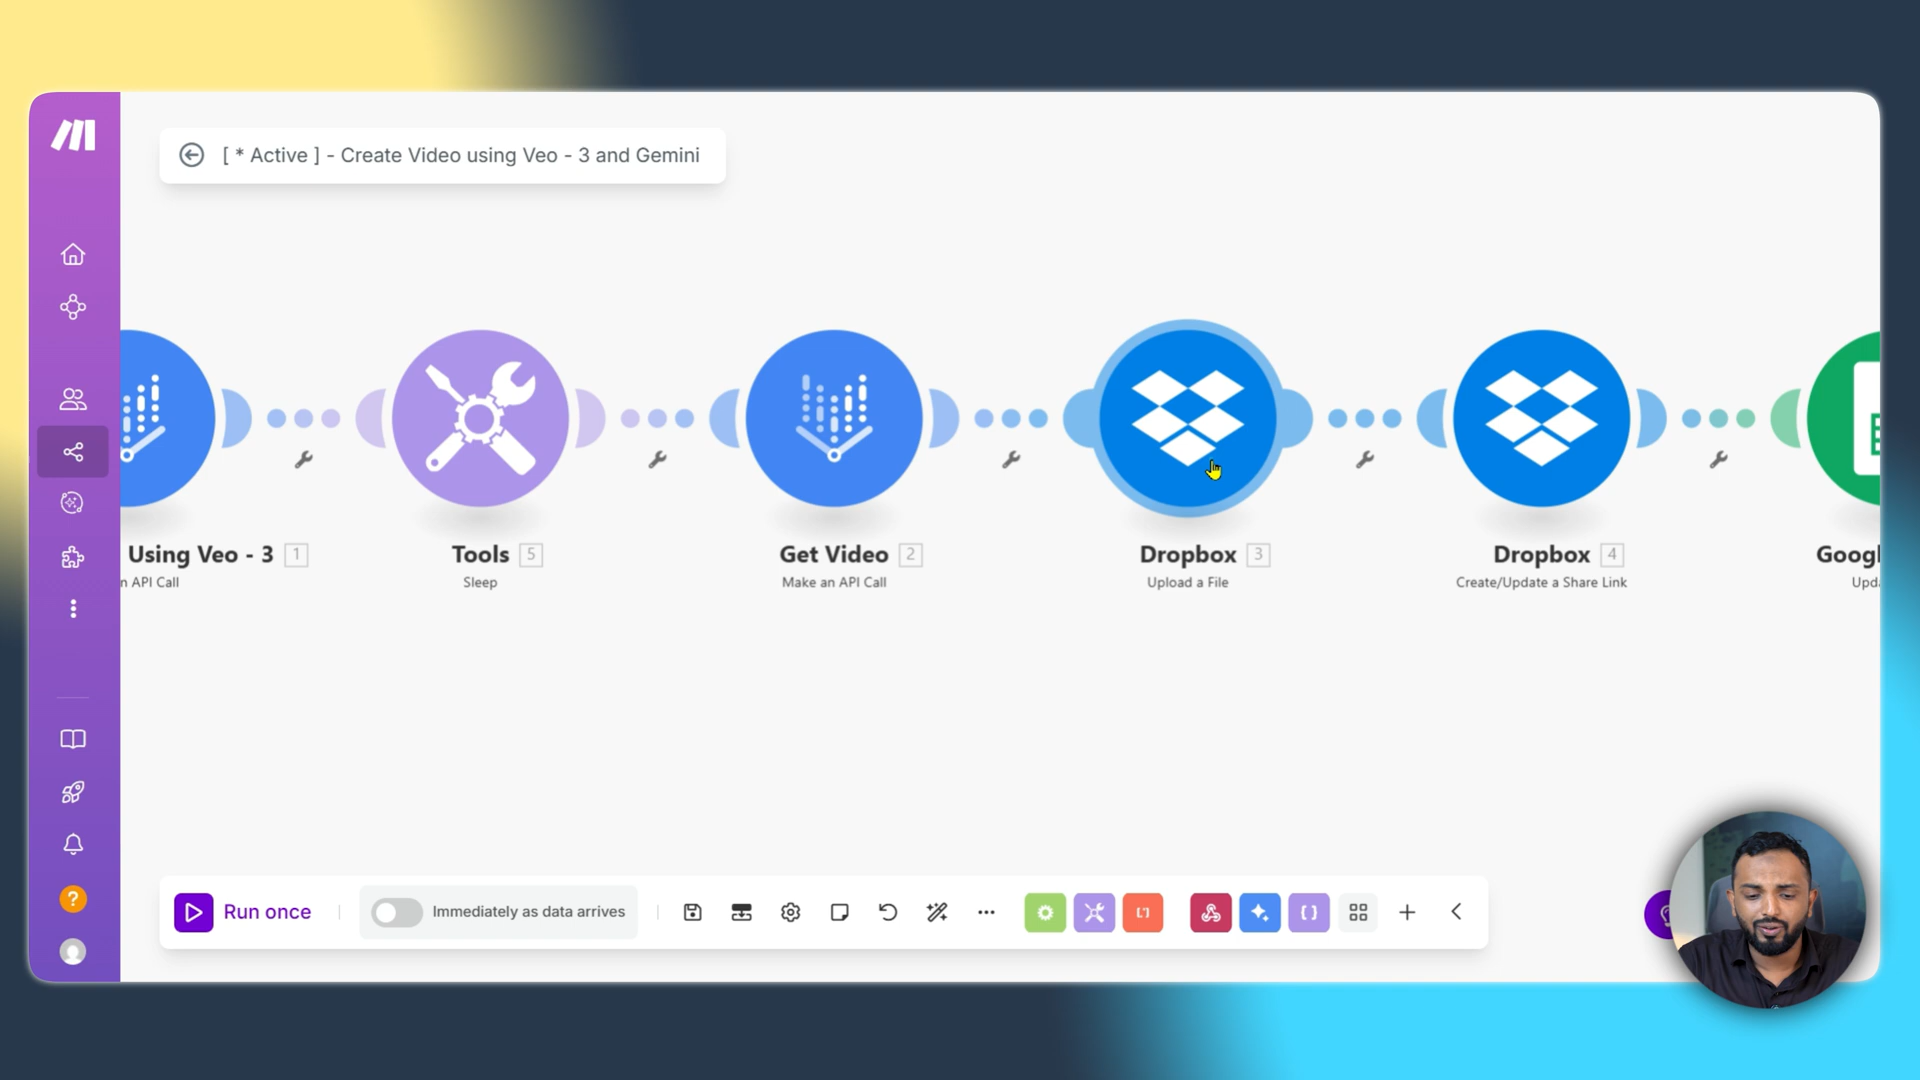 [ * Active ] - Create Video using Veo - 3 and Gemini
Using Veo - 3 1
n API Call
Tools 5
Sleep
Get Video 2
Make an API Call
Dropbox 3
Upload a File
Dropbox 4
Create/Update a Share Link
Googl
Upda
?
Run once
Immediately as data arrives